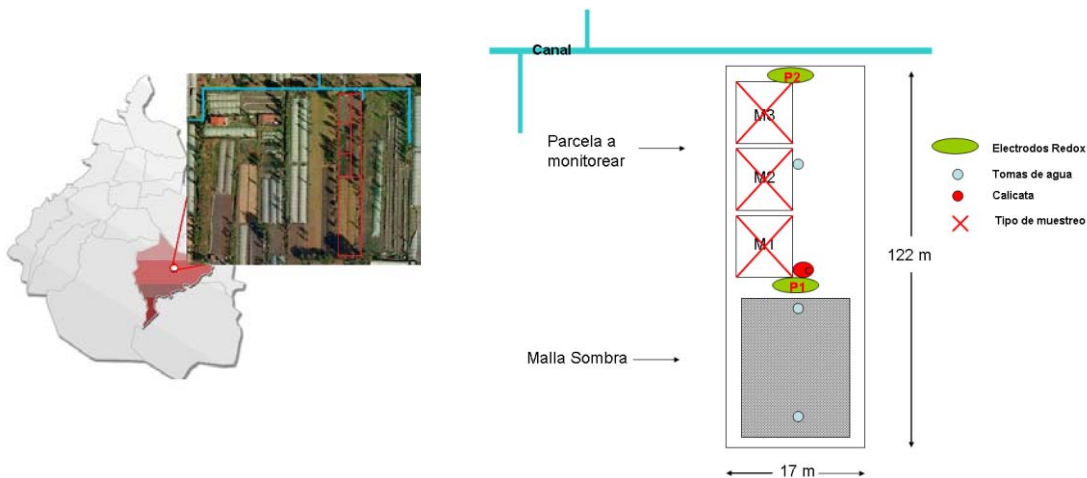 Canal
P2
M3
Parcela a
monitorear
M2
M1
P1
122 m
Malla Sombra
17 m
Electrodos Redox
Tomas de agua
Calicata
Tipo de muestreo